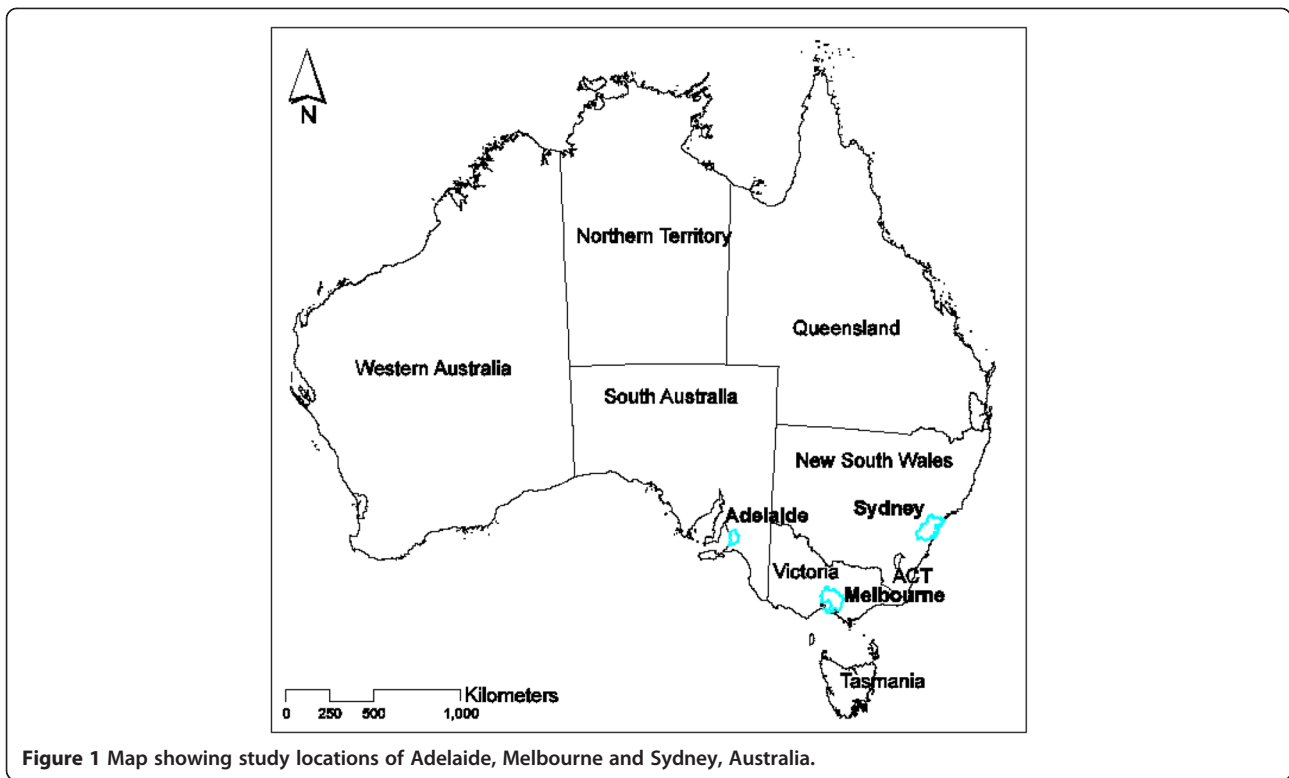 N
Northern Territory
Queensland
Western Australia
South Australia
New South Wales
Sydney
Adelaide
Victoria
ACT
Melbourne
Tasmania
Kilometers
0 250 500 1,000
Figure 1 Map showing study locations of Adelaide, Melbourne and Sydney, Australia.